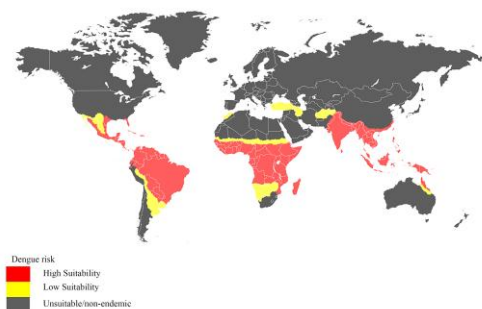 Dengue risk
High Suitability
Low Suitability
Unsuitable/non-endemic